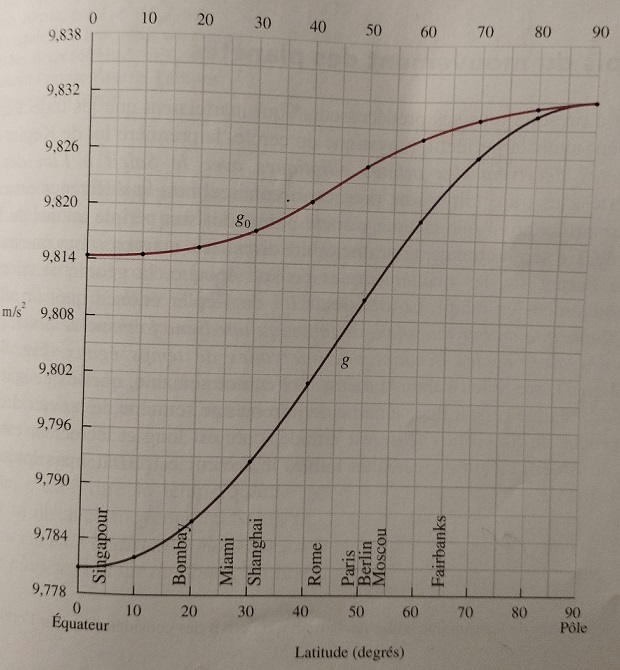 0 10 20 30 40 50 60 70 80 90
9,838
9,832
9,826
9,820
g₀
9,814
m/s²
9,808
9,802
g
9,796
9,790
9,784
9,778
Singapour
Bombay
Miami
Shanghai
Rome
Paris
Berlin
Moscou
Fairbanks
0 10 20 30 40 50 60 70 80 90
Équateur
Pôle
Latitude (degrés)